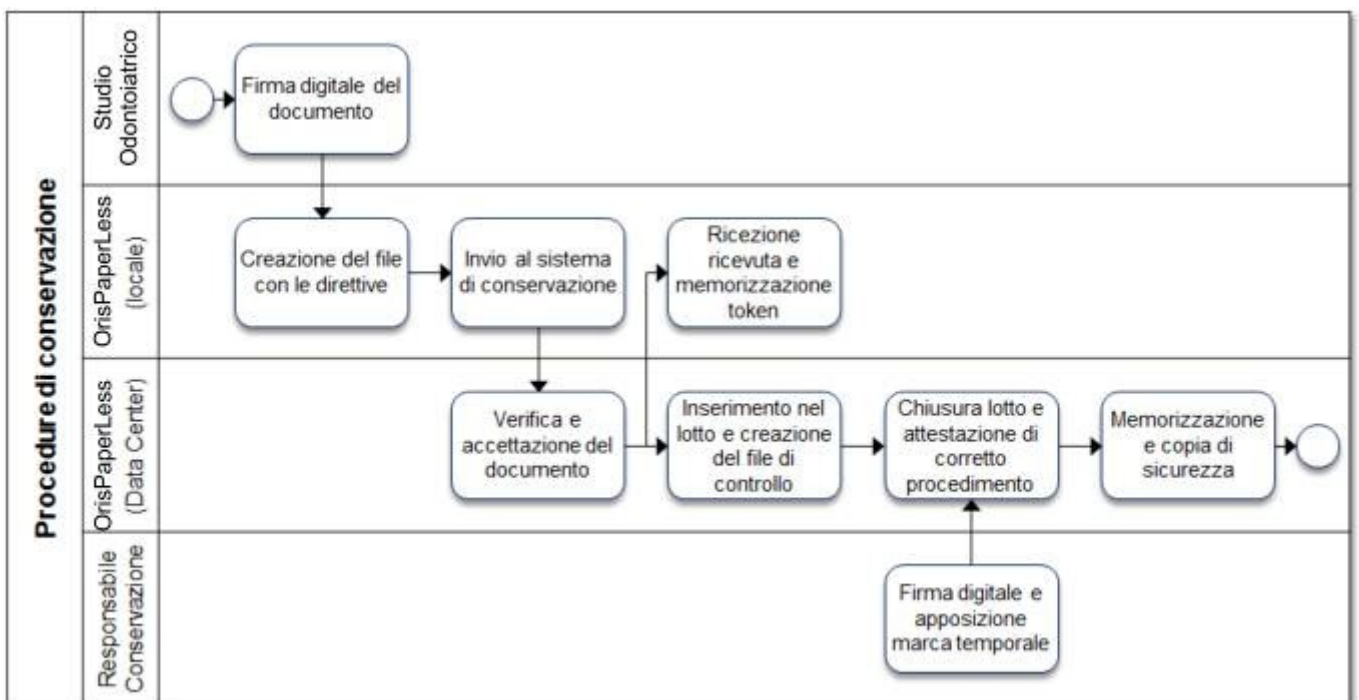 Procedure di conservazione
Studio
Odontoiatrico
Firma digitale del
documento
OrisPaperLess
(locale)
Creazione del file
con le direttive
Invio al sistema
di conservazione
Ricezione
ricevuta e
memorizzazione
token
OrisPaperLess
(Data Center)
Verifica e
accettazione del
documento
Inserimento nel
lotto e creazione
del file di
controllo
Chiusura lotto e
attestazione di
corretto
procedimento
Memorizzazione
e copia di
sicurezza
Responsabile
Conservazione
Firma digitale e
apposizione
marca temporale